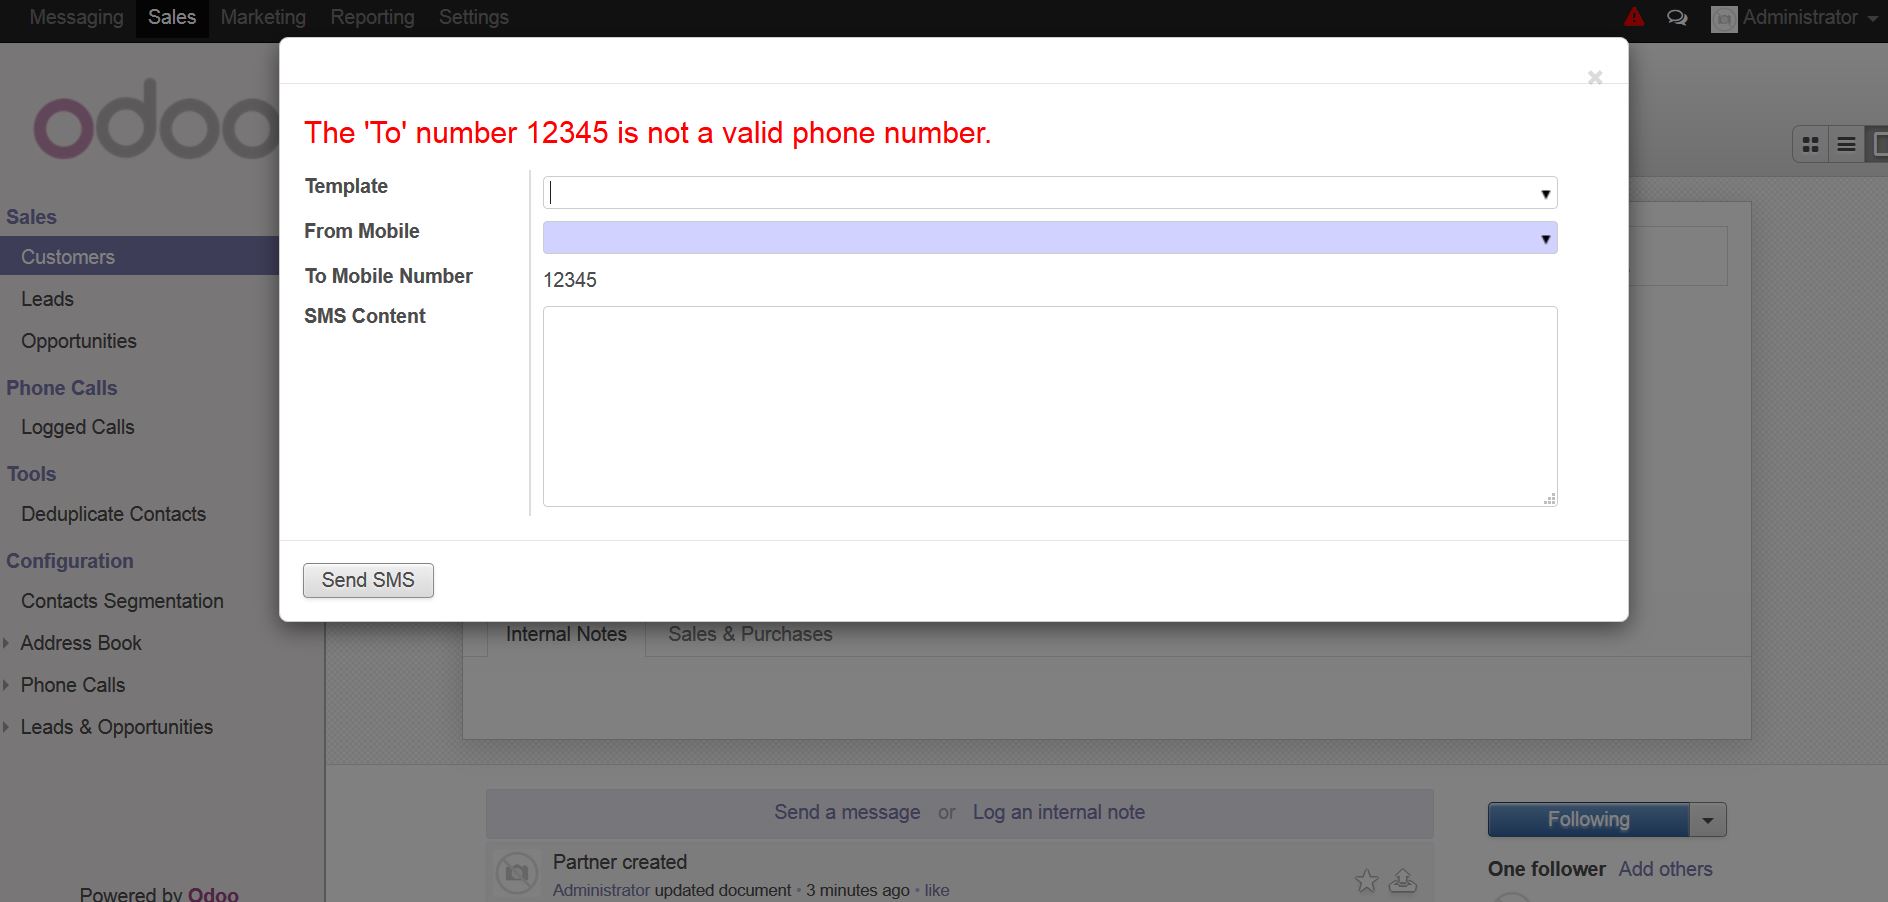 Messaging Sales Marketing Reporting Settings Administrator
odoo
The 'To' number 12345 is not a valid phone number.
Template
From Mobile
To Mobile Number 12345
SMS Content
Send SMS
Sales
Customers
Leads
Opportunities
Phone Calls
Logged Calls
Tools
Deduplicate Contacts
Configuration
Contacts Segmentation
Address Book
Phone Calls
Leads & Opportunities
Powered by Odoo
Internal Notes Sales & Purchases
Send a message or Log an internal note
Following
Partner created
Administrator updated document • 3 minutes ago • like
One follower Add others